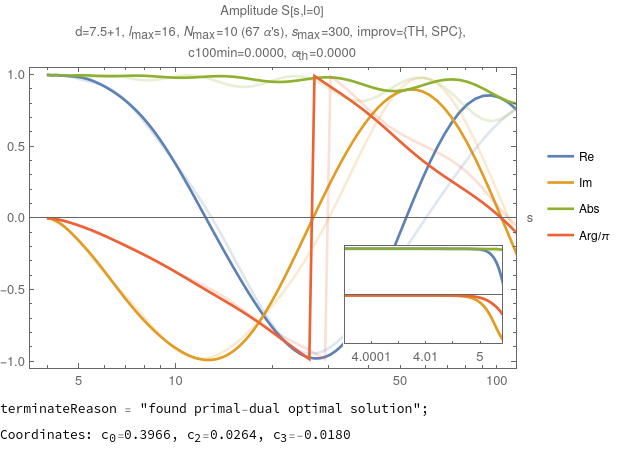 Amplitude S[s,l=0]
d=7.5+1, lmax=16, Nmax=10 (67 α's), smax=300, improv={TH, SPC},
c100min=0.0000, αth=0.0000
1.0
0.5
0.0
-0.5
-1.0
5
10
50
100
s
4.0001
4.01
5
Re
Im
Abs
Arg/π
terminateReason = "found primal-dual optimal solution";
Coordinates: c0=0.3966, c2=0.0264, c3=-0.0180